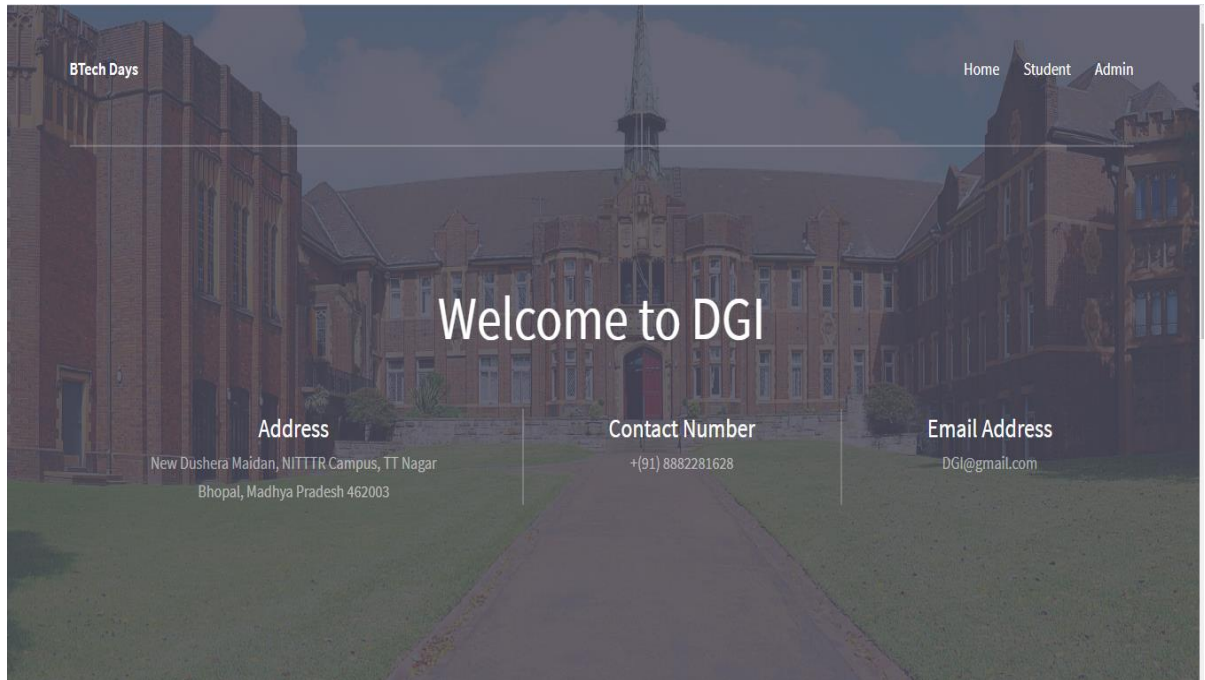 BTech Days
Home Student Admin
Welcome to DGI
Address
New Dushera Maidan, NITTTR Campus, TT Nagar
Bhopal, Madhya Pradesh 462003
Contact Number
+(91) 8882281628
Email Address
DGI@gmail.com